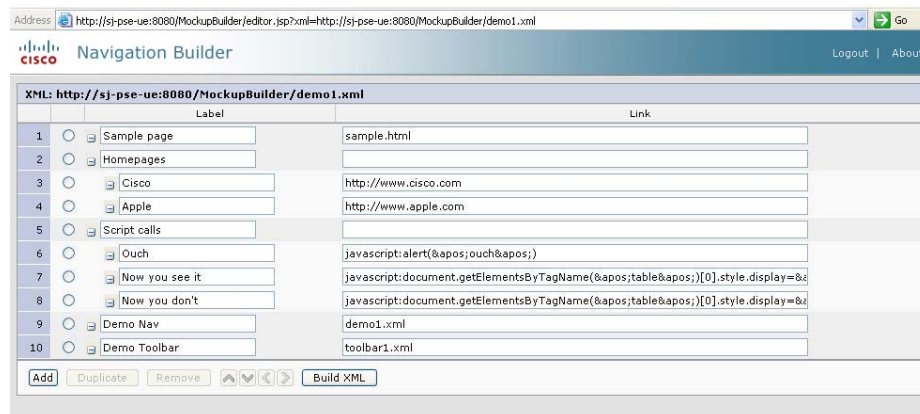 Address http://sj-pse-ue:8080/MockupBuilder/editor.jsp?xml=http://sj-pse-ue:8080/MockupBuilder/demo1.xml Go
CISCO Navigation Builder Logout | Abou
XML: http://sj-pse-ue:8080/MockupBuilder/demo1.xml
Label Link
1 Sample page sample.html
2 Homepages
3 Cisco http://www.cisco.com
4 Apple http://www.apple.com
5 Script calls
6 Ouch javascript:alert(&apos;ouch&apos;)
7 Now you see it javascript:document.getElementsByTagName(&apos;table&apos;)[0].style.display=&a
8 Now you don't javascript:document.getElementsByTagName(&apos;table&apos;)[0].style.display=&a
9 Demo Nav demo1.xml
10 Demo Toolbar toolbar1.xml
Add Duplicate Remove Build XML